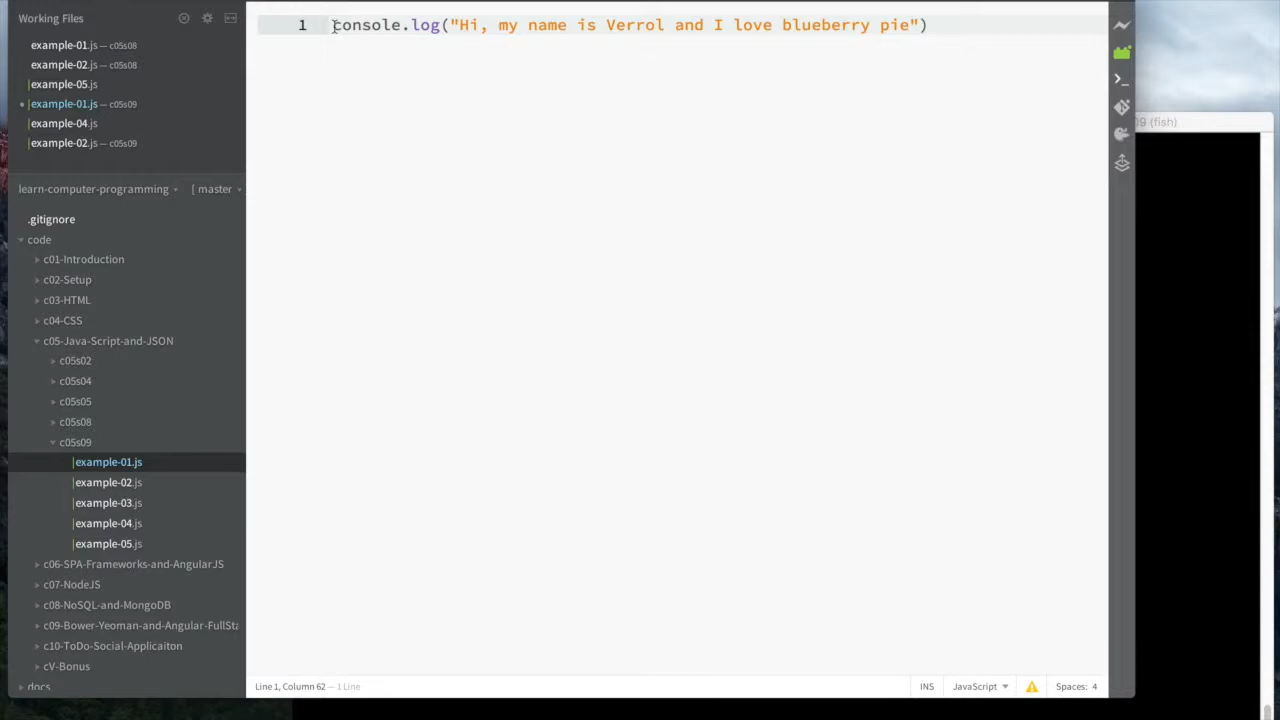 Working Files
example-01.js — c05s08
example-02.js — c05s08
example-05.js
example-01.js — c05s09
example-04.js
example-02.js — c05s09
learn-computer-programming [ master
.gitignore
code
c01-Introduction
c02-Setup
c03-HTML
c04-CSS
c05-Java-Script-and-JSON
c05s02
c05s04
c05s05
c05s08
c05s09
example-01.js
example-02.js
example-03.js
example-04.js
example-05.js
c06-SPA-Frameworks-and-AngularJS
c07-NodeJS
c08-NoSQL-and-MongoDB
c09-Bower-Yeoman-and-Angular-FullSta
c10-ToDo-Social-Applicaiton
cV-Bonus
docs
1 console.log("Hi, my name is Verrol and I love blueberry pie")
09 (fish)
Line 1, Column 62 — 1 Line
INS JavaScript Spaces: 4